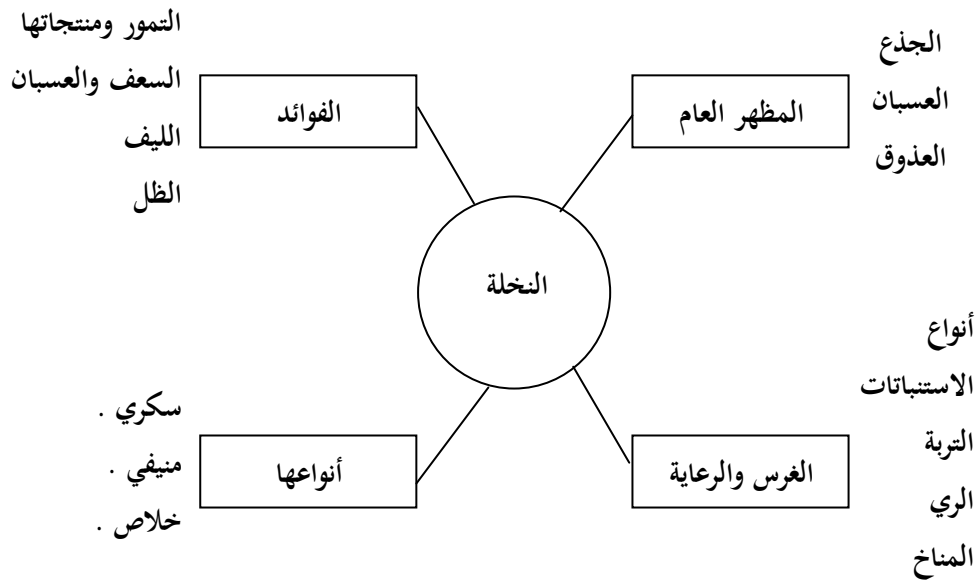 الجذع
العسبان
العذوق
المظهر العام
التمور ومنتجاتها
السعف والعسبان
الليف
الظل
الفوائد
النخلة
أنواع
الاستنباتات
التربة
الري
المناخ
الغرس والرعاية
أنواعها
سكري .
منيفي .
خلاص .